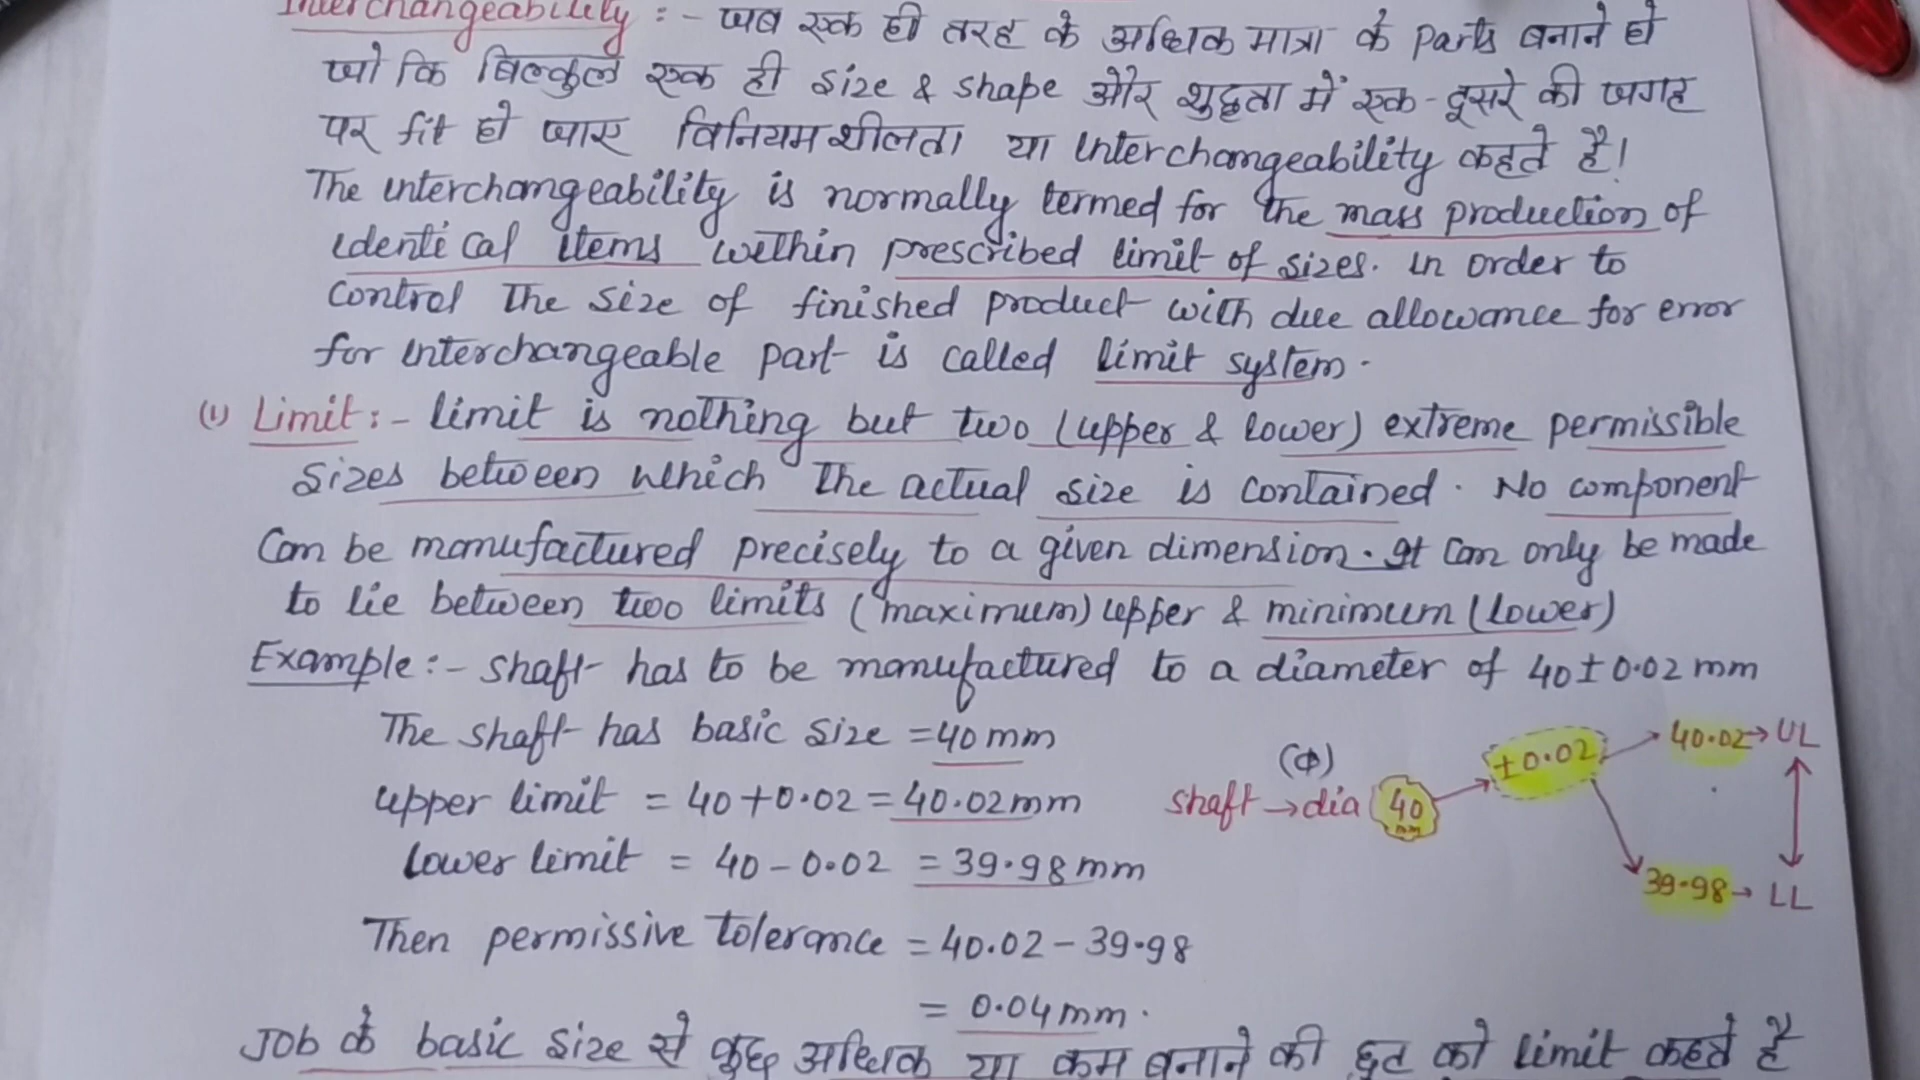 Interchangeability :- जब एक ही तरह के अधिक मात्रा के Parts बनाने हो
जो कि बिल्कुल एक ही size & shape और शुद्धता में एक-दूसरे की जगह
पर fit हो जाए विनियमशीलता या Interchangeability कहते है!
The interchangeability is normally termed for the mass production of
identical items within prescribed limit of sizes. In order to
control the size of finished product with due allowance for error
for interchangeable part is called limit system.
(1) Limit :- limit is nothing but two (upper & lower) extreme permissible
sizes between which the actual size is contained. No component
can be manufactured precisely to a given dimension. It can only be made
to lie between two limits (maximum) upper & minimum (lower)
Example :- shaft has to be manufactured to a diameter of 40±0.02 mm
The shaft has basic size = 40 mm
upper limit = 40+0.02 = 40.02mm
lower limit = 40-0.02 = 39.98mm
(Φ)
shaft → dia 40 mm → ±0.02
40.02 → UL
39.98 → LL
Then permissive tolerance = 40.02 - 39.98
= 0.04mm.
Job के basic size से कुछ अधिक या कम बनाने की छुट को limit कहते है